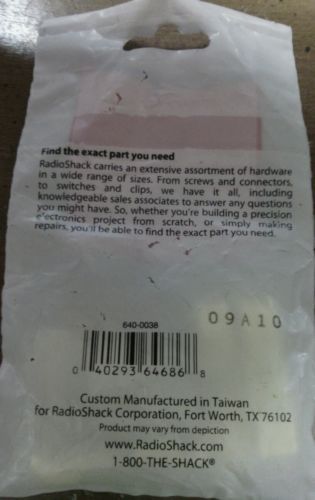 Find the exact part you need
RadioShack carries an extensive assortment of hardware
in a wide range of sizes. From screws and connectors,
to switches and clips, we have it all, including
knowledgeable sales associates to answer any questions
you might have. So, whether you're building a precision
electronics project from scratch, or simply making
repairs, you'll be able to find the exact part you need.
640-0038
09A10
0 40293 64686 8
Custom Manufactured in Taiwan
for RadioShack Corporation, Fort Worth, TX 76102
Product may vary from depiction
www.RadioShack.com
1-800-THE-SHACK®